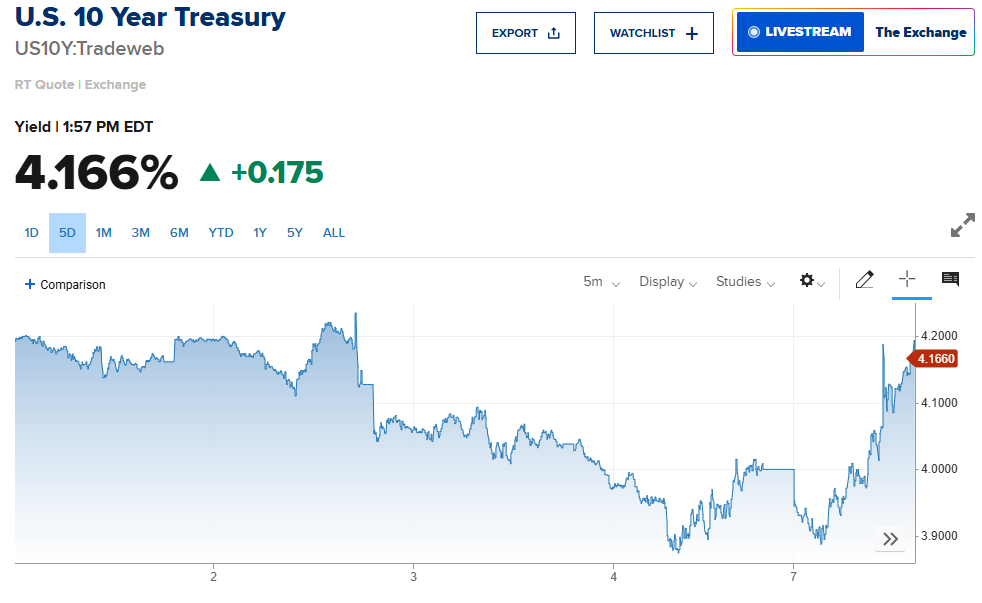 U.S. 10 Year Treasury
US10Y:Tradeweb
EXPORT
WATCHLIST +
LIVESTREAM
The Exchange
RT Quote | Exchange
Yield | 1:57 PM EDT
4.166% ▲ +0.175
1D 5D 1M 3M 6M YTD 1Y 5Y ALL
+ Comparison
5m Display Studies
4.2000
4.1660
4.1000
4.0000
3.9000
2 3 4 7